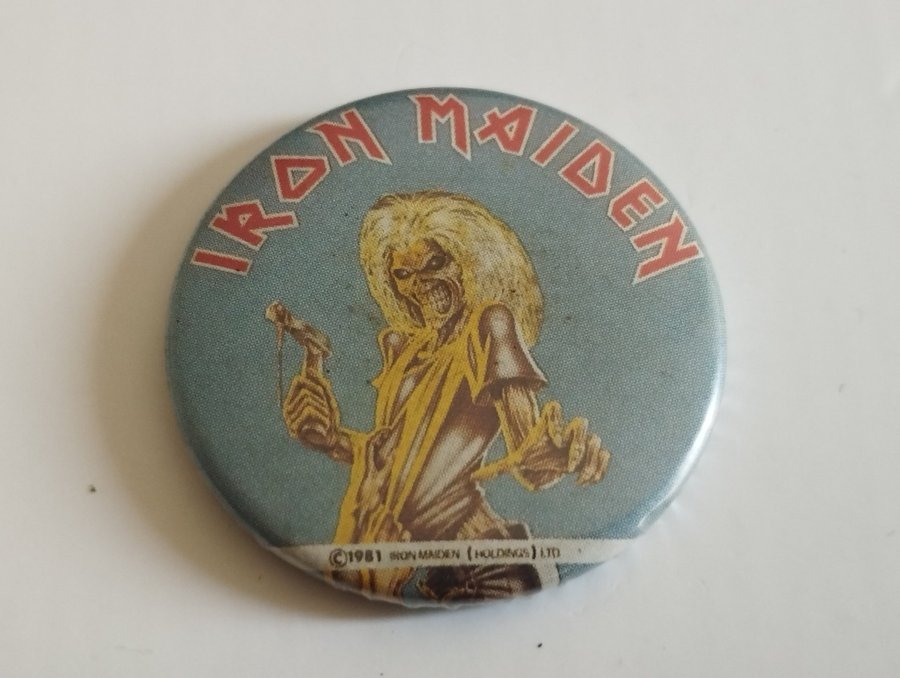 IRON MAIDEN
©1981 IRON MAIDEN (HOLDINGS) LTD